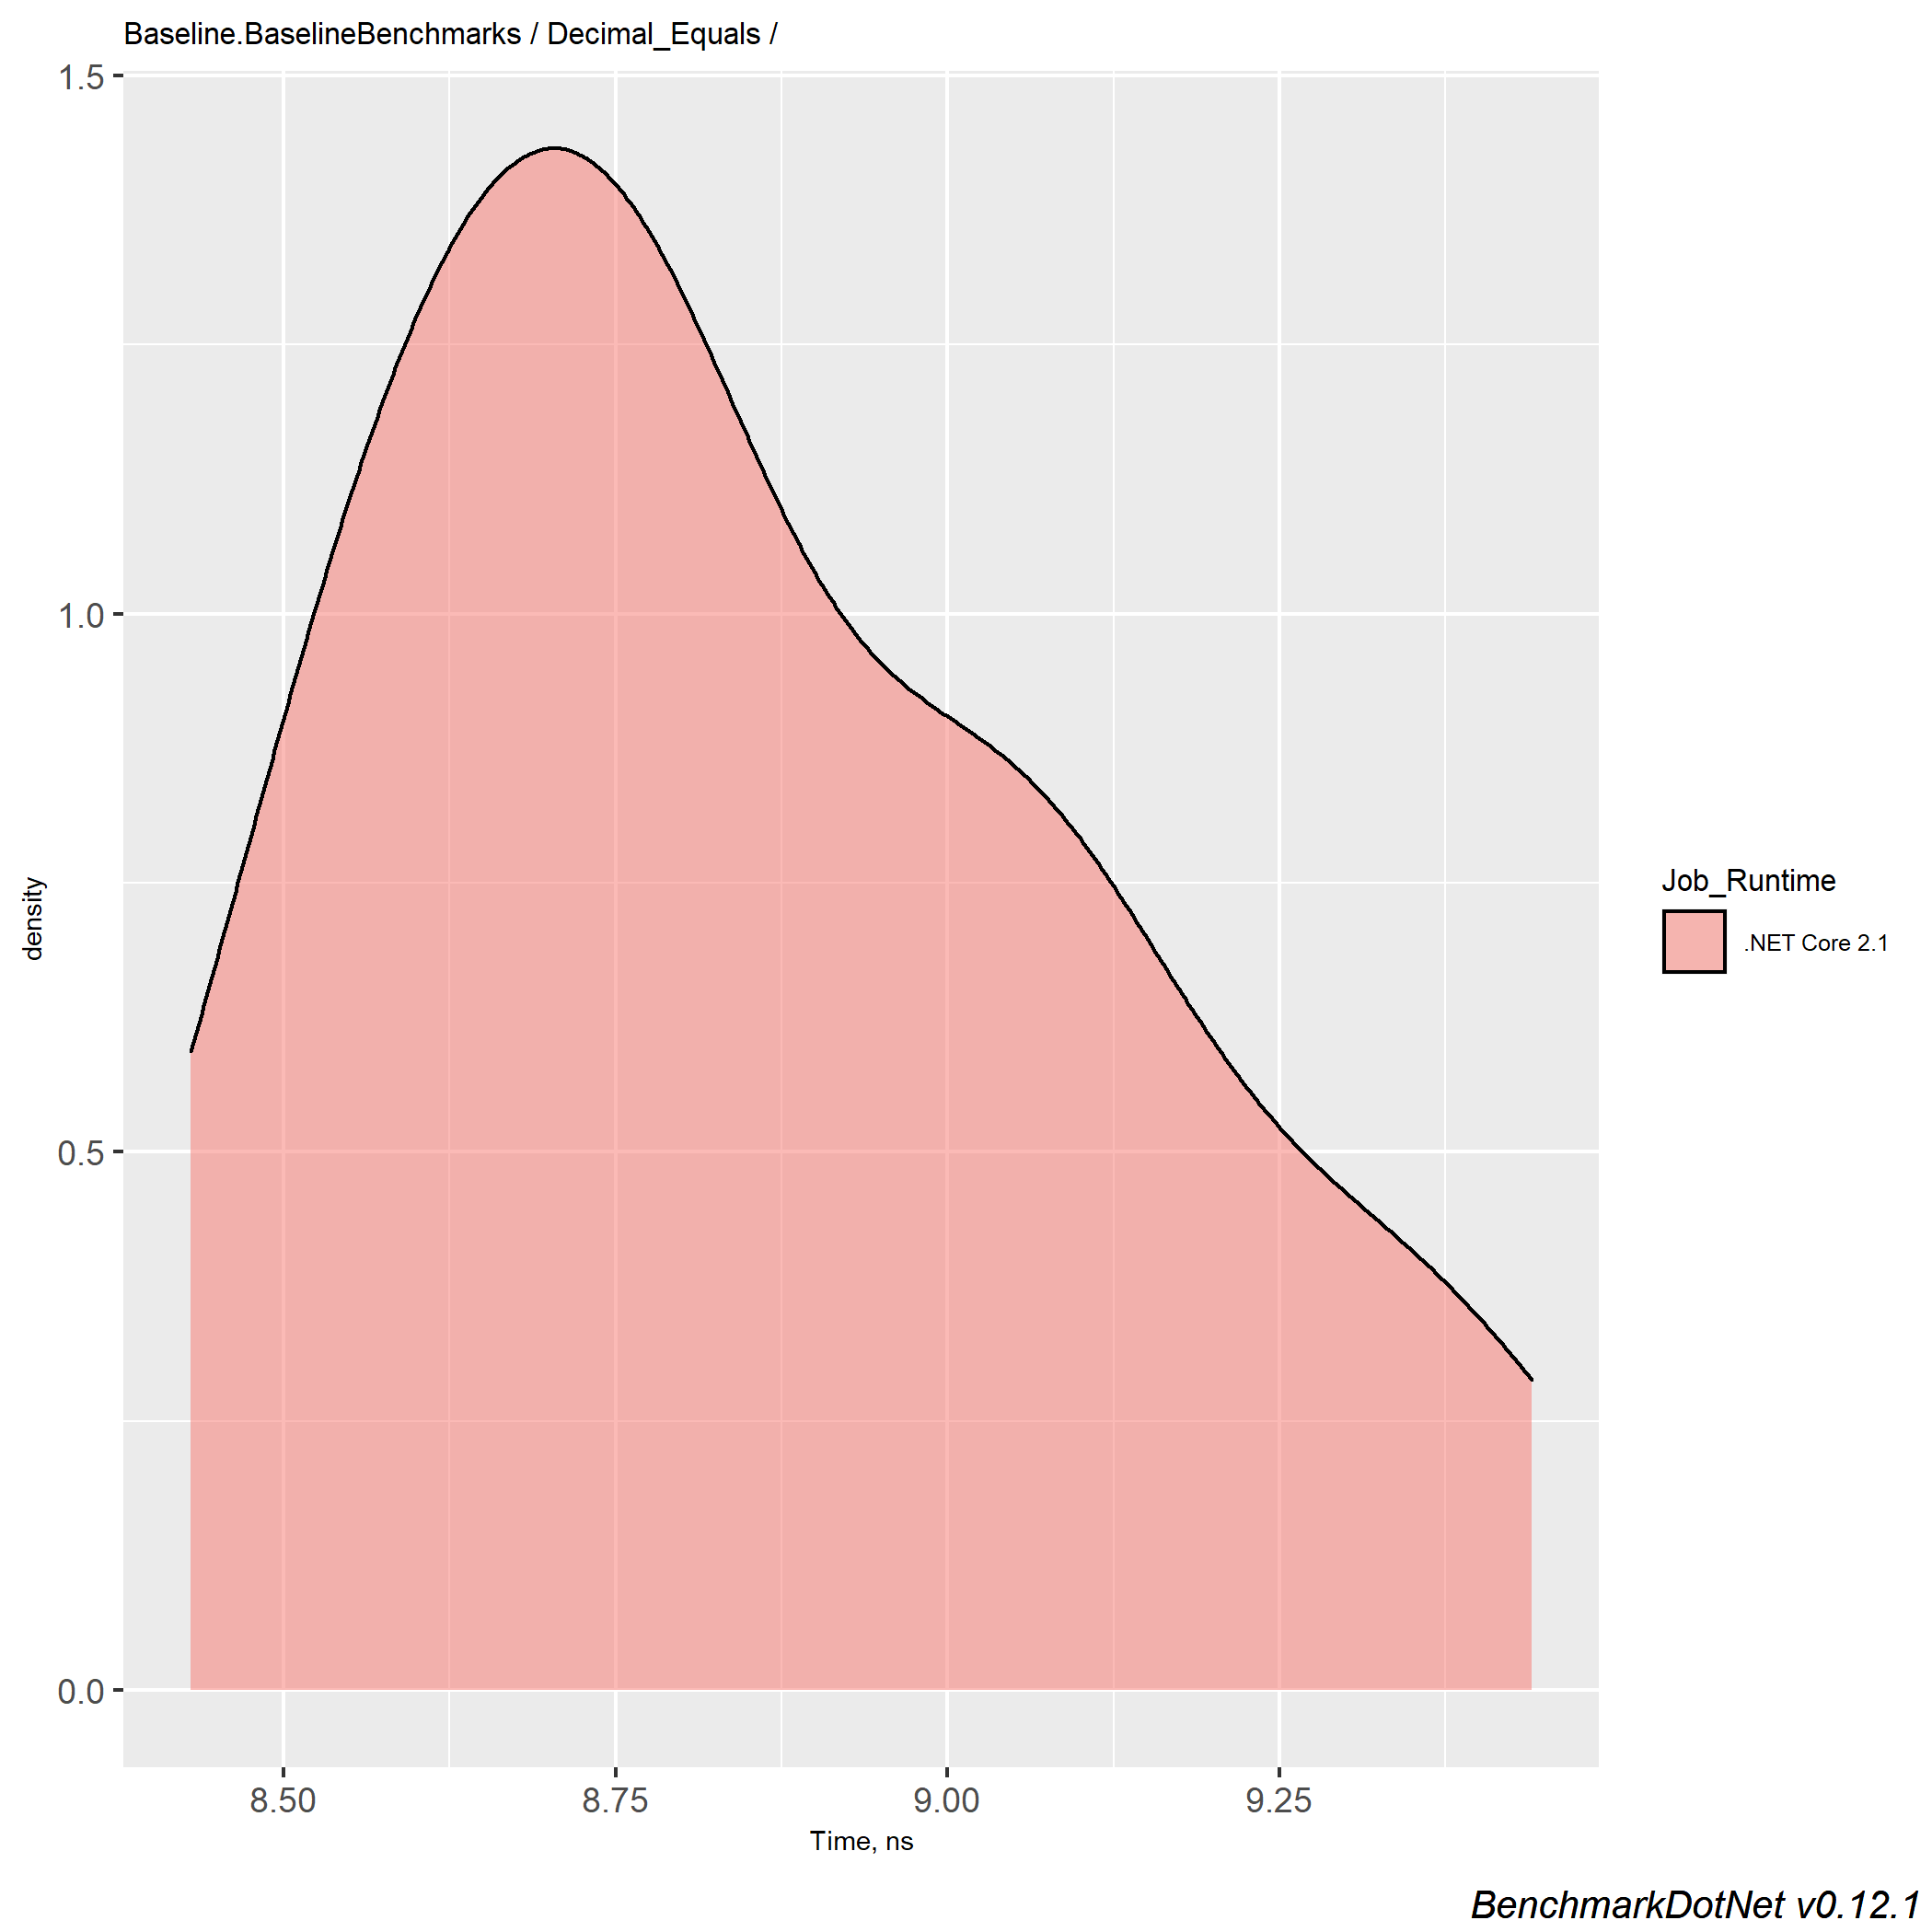 Baseline.BaselineBenchmarks / Decimal_Equals /
1.5
1.0
0.5
0.0
density
8.50 8.75 9.00 9.25
Time, ns
Job_Runtime
.NET Core 2.1
BenchmarkDotNet v0.12.1